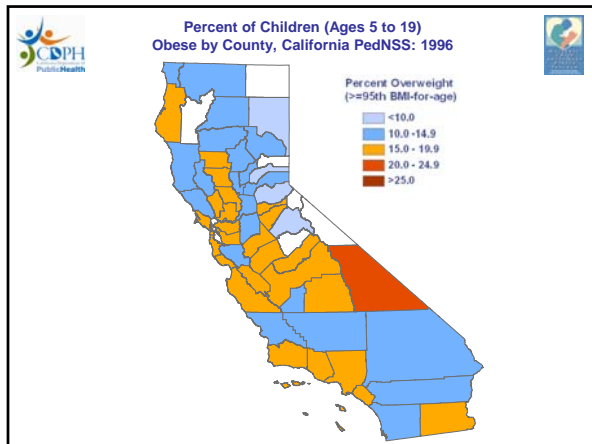 Percent of Children (Ages 5 to 19)
Obese by County, California PedNSS: 1996
CDPH
PublicHealth
Percent Overweight
(>=95th BMI-for-age)
<10.0
10.0 -14.9
15.0 - 19.9
20.0 - 24.9
>25.0